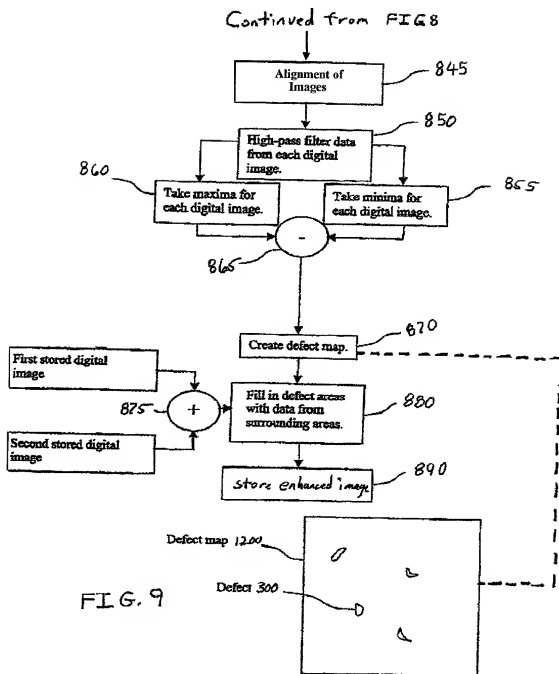 Continued from FIG 8
Alignment of
Images
845
High-pass filter data
from each digital
image.
850
860
Take maxima for
each digital image.
Take minima for
each digital image.
855
-
865
Create defect map.
870
First stored digital
image
875
+
Second stored digital
image
Fill in defect areas
with data from
surrounding areas.
880
store enhanced image
890
Defect map 1200
Defect 300
FIG. 9